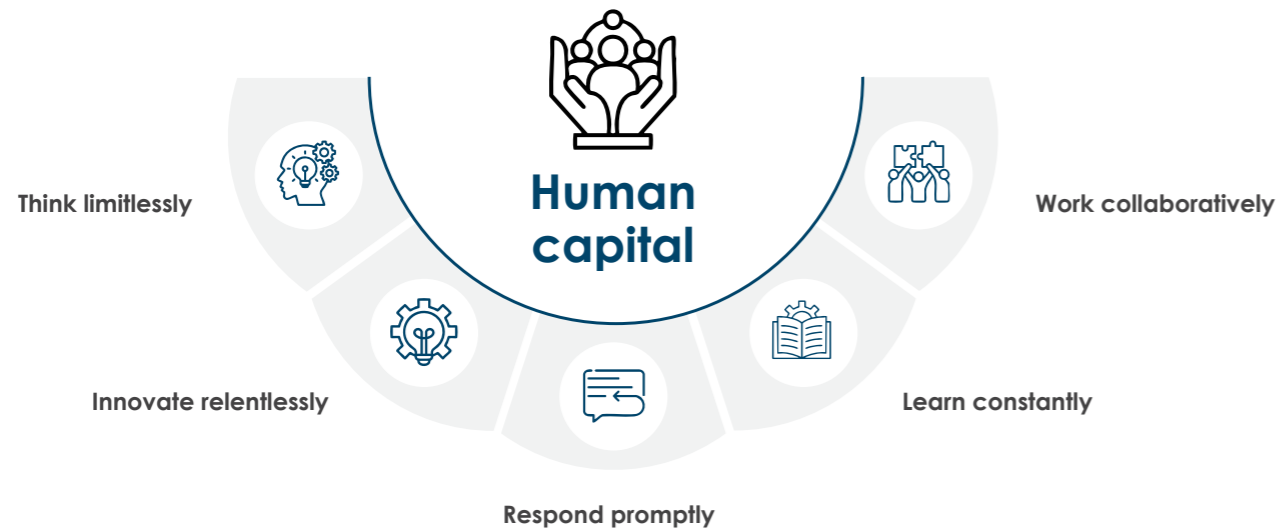 Human
capital
Think limitlessly
Innovate relentlessly
Respond promptly
Learn constantly
Work collaboratively